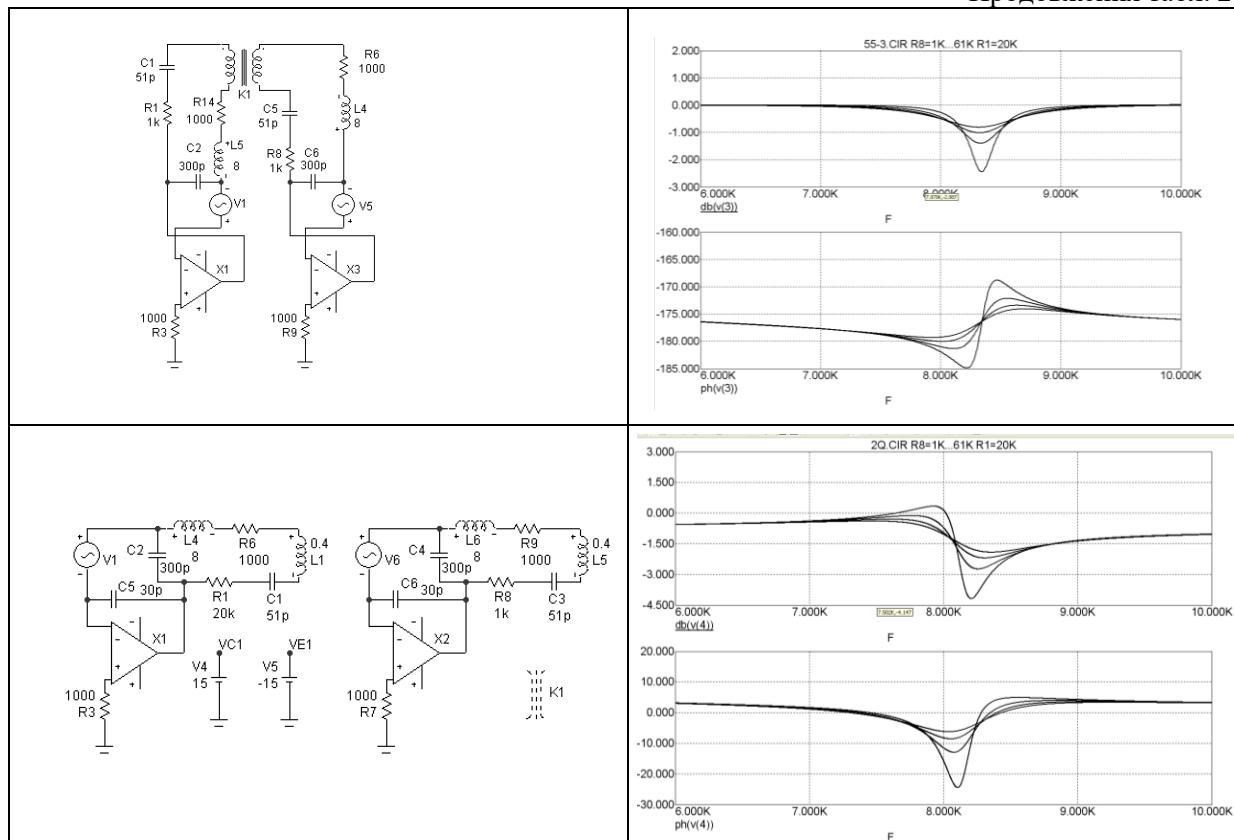 C1
51p
R1
1k
R14
1000
K1
C2
300p
L5
8
V1
X1
1000
R3
C5
51p
R8
1k
C6
300p
R6
1000
L4
8
V5
X3
1000
R9
55-3.CIR R8=1K...61K R1=20K
2.000
1.000
0.000
-1.000
-2.000
-3.000
6.000K 7.000K 8.000K 9.000K 10.000K
db(v(3))
F
-160.000
-165.000
-170.000
-175.000
-180.000
-185.000
6.000K 7.000K 8.000K 9.000K 10.000K
ph(v(3))
F
V1
C2
300p
L4
8
R6
1000
0.4
L1
C5
30p
R1
20k
C1
51p
X1
1000
R3
VC1
V4
15
VE1
V5
-15
V6
C4
300p
L6
8
R9
1000
0.4
L5
C6
30p
R8
1k
C3
51p
X2
1000
R7
K1
2Q.CIR R8=1K...61K R1=20K
3.000
1.500
0.000
-1.500
-3.000
-4.500
6.000K 7.000K 8.000K 9.000K 10.000K
db(v(4))
F
20.000
10.000
0.000
-10.000
-20.000
-30.000
6.000K 7.000K 8.000K 9.000K 10.000K
ph(v(4))
F